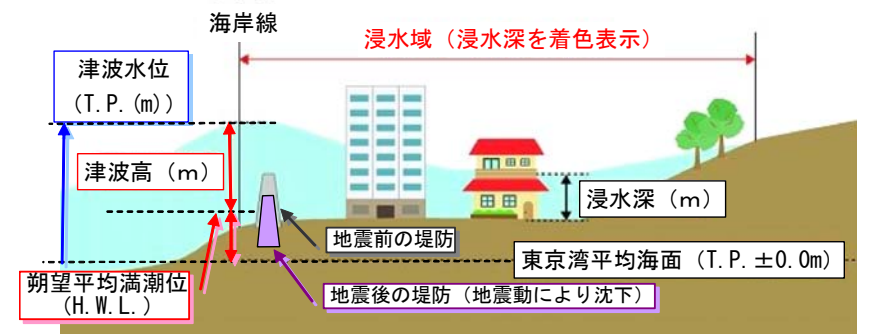 海岸線
浸水域（浸水深を着色表示）
津波水位
（T.P.(m)）
津波高（m）
浸水深（m）
地震前の堤防
東京湾平均海面（T.P.±0.0m）
朔望平均満潮位
（H.W.L.）
地震後の堤防（地震動により沈下）